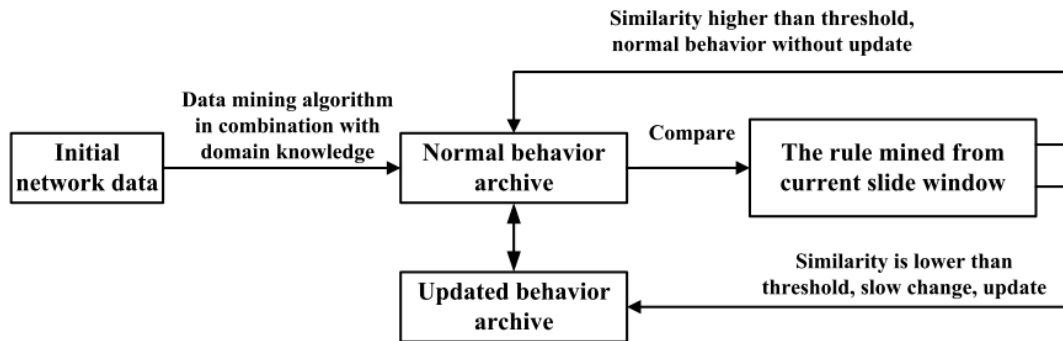 Similarity higher than threshold,
normal behavior without update
Data mining algorithm
in combination with
domain knowledge
Compare
Initial
network data
Normal behavior
archive
The rule mined from
current slide window
Similarity is lower than
threshold, slow change, update
Updated behavior
archive